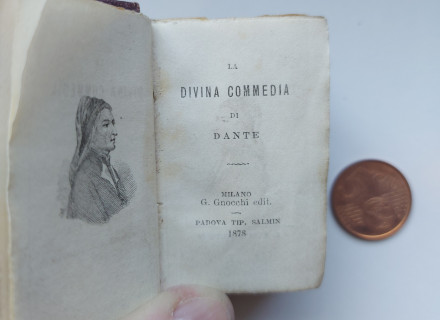 LA
DIVINA COMMEDIA
DI
DANTE
MILANO
G. Gnocchi edit.
PADOVA TIP. SALMIN
1878